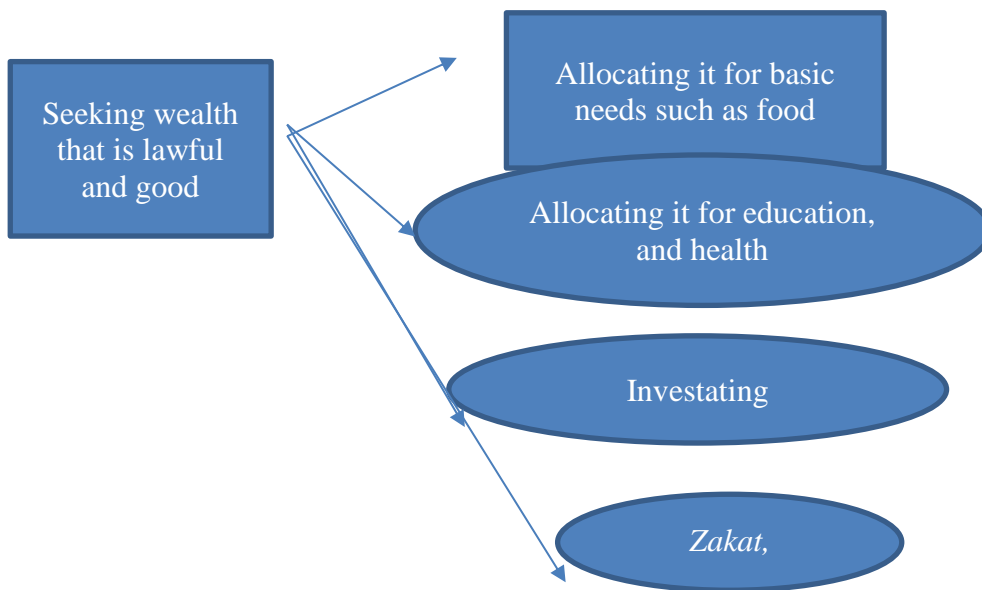 Seeking wealth
that is lawful
and good
Allocating it for basic
needs such as food
Allocating it for education,
and health
Investating
Zakat,